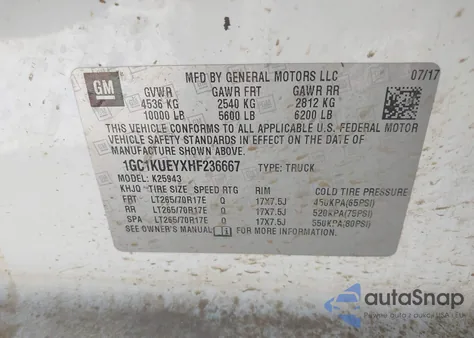 GM
MFD BY GENERAL MOTORS LLC 07/17
GVWR GAWR FRT GAWR RR
4536 KG 2540 KG 2812 KG
10000 LB 5600 LB 6200 LB
THIS VEHICLE CONFORMS TO ALL APPLICABLE U.S. FEDERAL MOTOR
VEHICLE SAFETY STANDARDS IN EFFECT ON THE DATE OF
MANUFACTURE SHOWN ABOVE.
1GC1KUEYXHF236667 TYPE: TRUCK
MODEL: K25943
KHJQ TIRE SIZE SPEED RTG RIM COLD TIRE PRESSURE
FRT LT265/70R17E Q 17X7.5J 450KPA(65PSI)
RR LT265/70R17E Q 17X7.5J 520KPA(75PSI)
SPA LT265/70R17E Q 17X7.5J 550KPA(80PSI)
SEE OWNER'S MANUAL FOR MORE INFORMATION
autoSnap